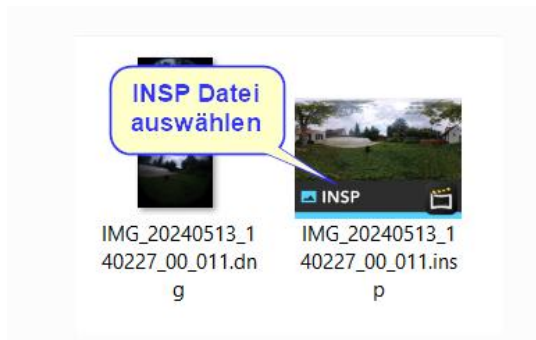 INSP Datei
auswählen
INSP
IMG_20240513_1
40227_00_011.dn
g
IMG_20240513_1
40227_00_011.ins
p